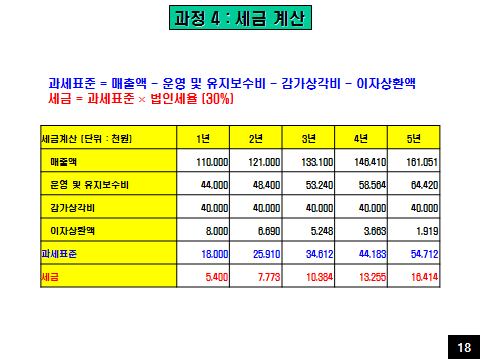 과정 4 : 세금 계산
과세표준 = 매출액 - 운영 및 유지보수비 - 감가상각비 - 이자상환액
세금 = 과세표준 × 법인세율 (30%)
세금계산 (단위 : 천원) 1년 2년 3년 4년 5년
매출액 110,000 121,000 133,100 146,410 161,051
운영 및 유지보수비 44,000 48,400 53,240 58,564 64,420
감가상각비 40,000 40,000 40,000 40,000 40,000
이자상환액 8,000 6,690 5,248 3,663 1,919
과세표준 18,000 25,910 34,612 44,183 54,712
세금 5,400 7,773 10,384 13,255 16,414
18